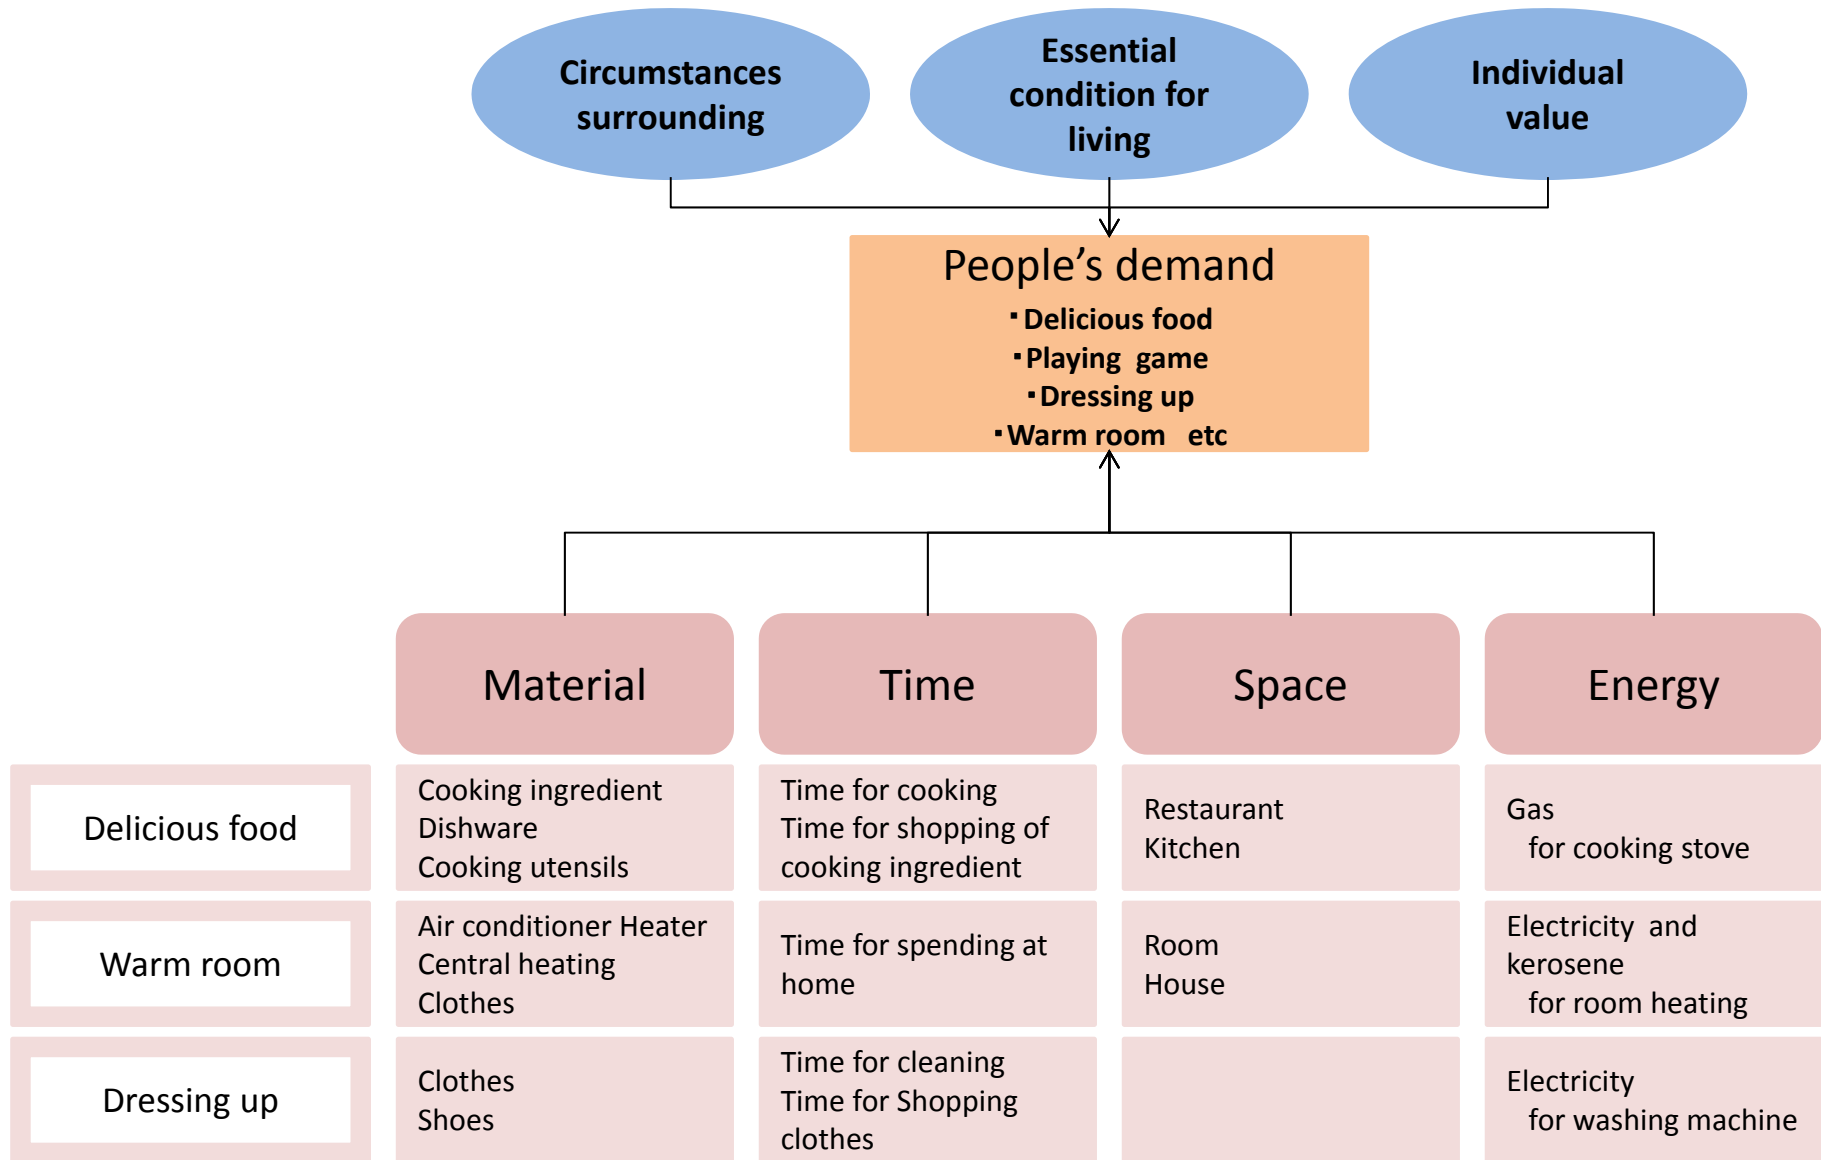 Circumstances
surrounding
Essential
condition for
living
Individual
value
People’s demand
▪Delicious food
▪Playing  game
▪Dressing up
▪Warm room   etc
Material
Time
Space
Energy
Delicious food
Cooking ingredient
Dishware
Cooking utensils
Time for cooking
Time for shopping of
cooking ingredient
Restaurant
Kitchen
Gas
for cooking stove
Warm room
Air conditioner Heater
Central heating
Clothes
Time for spending at
home
Room
House
Electricity  and
kerosene
for room heating
Dressing up
Clothes
Shoes
Time for cleaning
Time for Shopping
clothes
Electricity
for washing machine